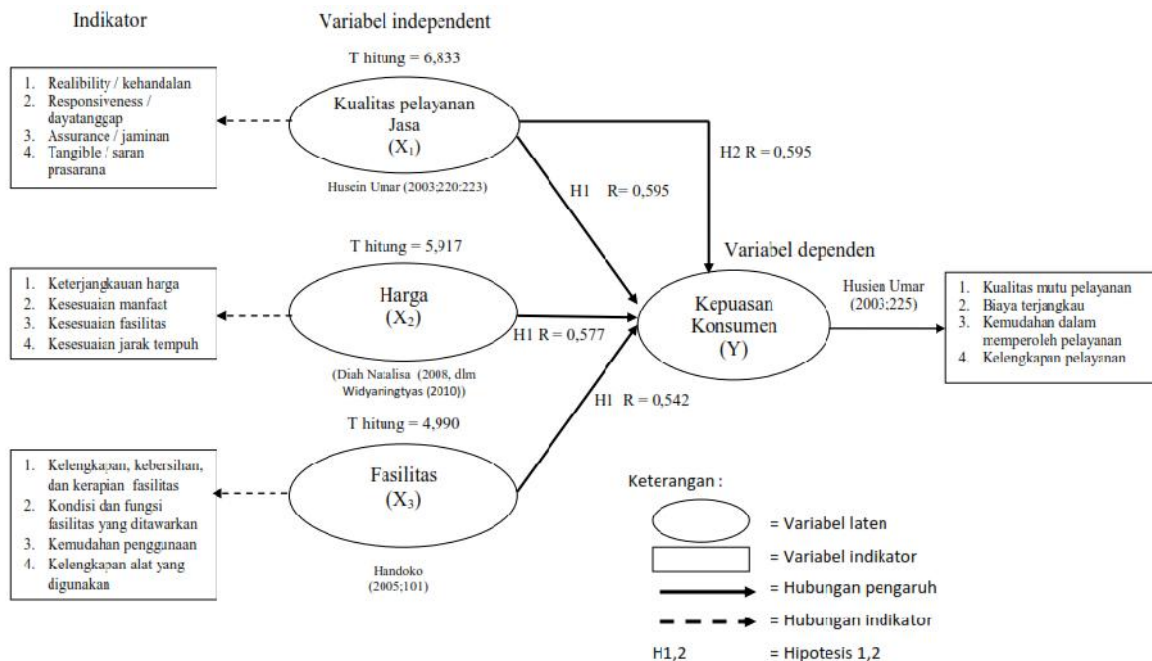 Indikator
Variabel independent
T hitung = 6,833
1. Realibility / kehandalan
2. Responsiveness /
dayatanggap
3. Assurance / jaminan
4. Tangible / saran
prasarana
Kualitas pelayanan
Jasa
(X₁)
Husein Umar (2003;220:223)
H2 R = 0,595
H1 R= 0,595
T hitung = 5,917
1. Keterjangkauan harga
2. Kesesuaian manfaat
3. Kesesuaian fasilitas
4. Kesesuaian jarak tempuh
Harga
(X₂)
H1 R = 0,577
(Diah Natalisa (2008, dlm
Widyaringtyas (2010))
Variabel dependen
Kepuasan
Konsumen
(Y)
Husien Umar
(2003;225)
1. Kualitas mutu pelayanan
2. Biaya terjangkau
3. Kemudahan dalam
memperoleh pelayanan
4. Kelengkapan pelayanan
H1 R = 0,542
T hitung = 4,990
1. Kelengkapan, kebersihan,
dan kerapian fasilitas
2. Kondisi dan fungsi
fasilitas yang ditawarkan
3. Kemudahan penggunaan
4. Kelengkapan alat yang
digunakan
Fasilitas
(X₃)
Handoko
(2005;101)
Keterangan :
= Variabel laten
= Variabel indikator
= Hubungan pengaruh
= Hubungan indikator
H1,2 = Hipotesis 1,2